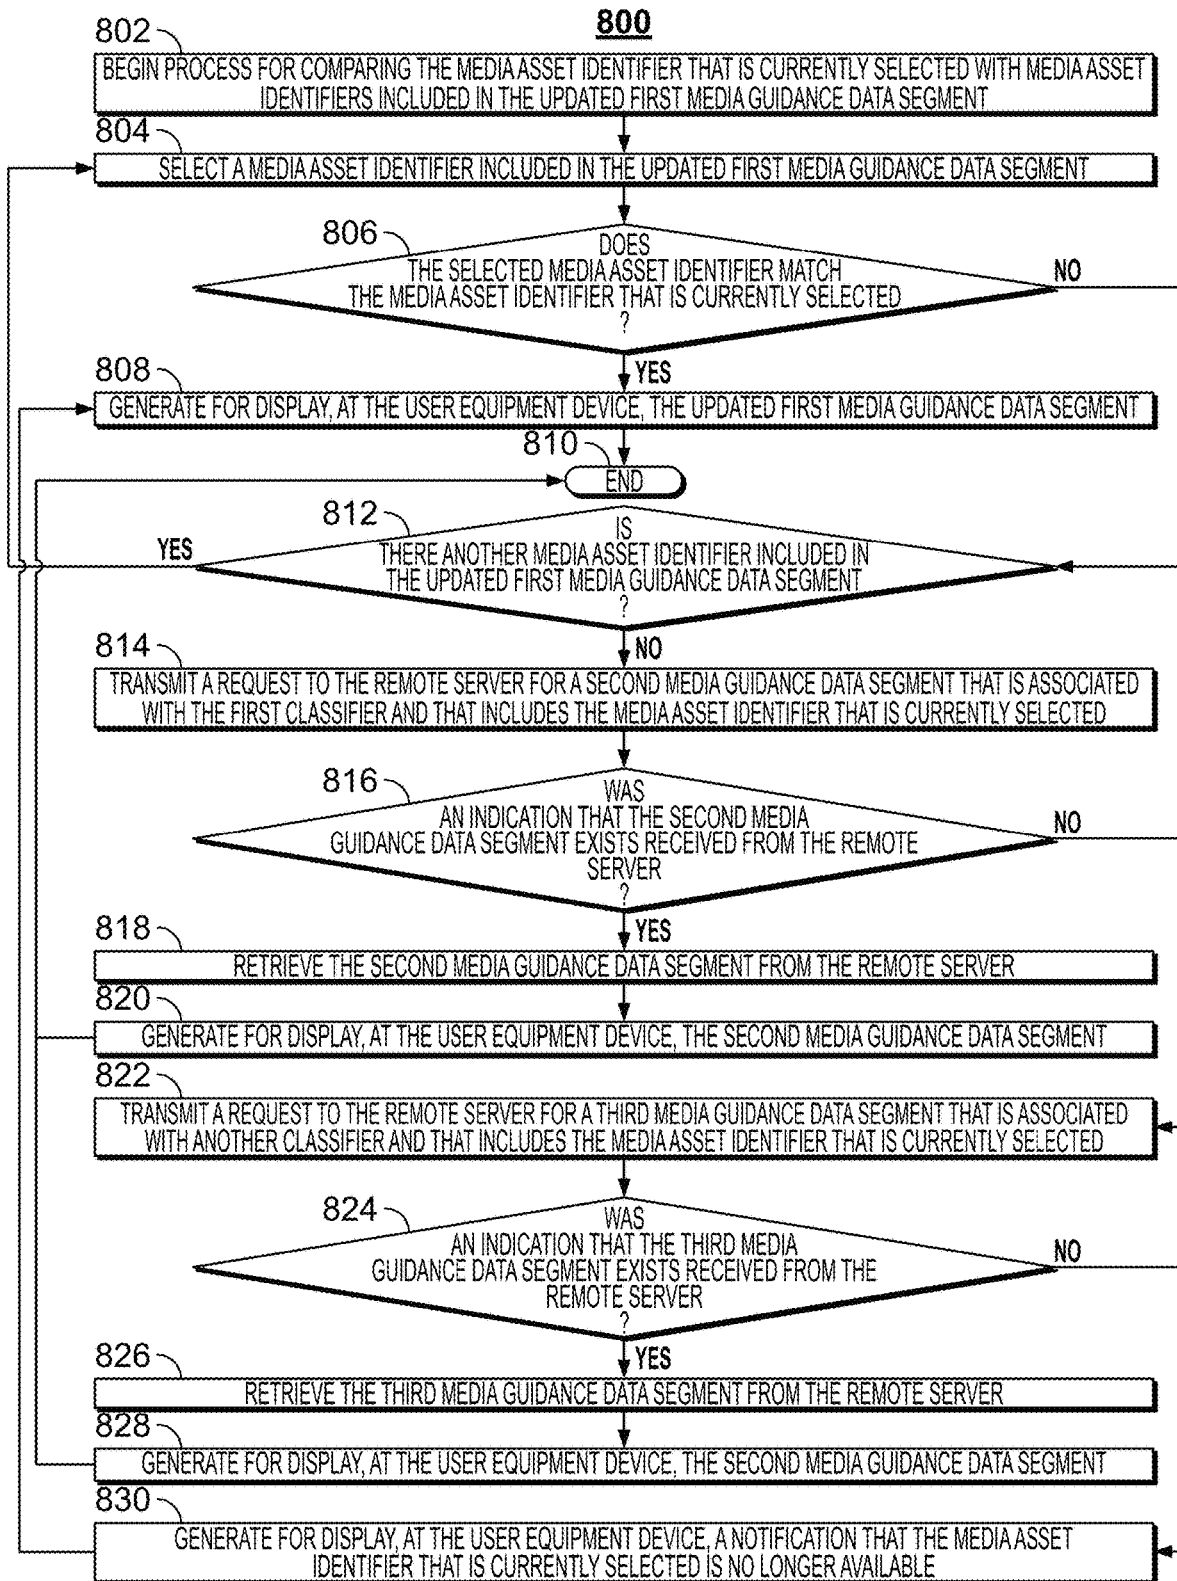 800
802
BEGIN PROCESS FOR COMPARING THE MEDIA ASSET IDENTIFIER THAT IS CURRENTLY SELECTED WITH MEDIA ASSET
IDENTIFIERS INCLUDED IN THE UPDATED FIRST MEDIA GUIDANCE DATA SEGMENT
804
SELECT A MEDIA ASSET IDENTIFIER INCLUDED IN THE UPDATED FIRST MEDIA GUIDANCE DATA SEGMENT
806
DOES
THE SELECTED MEDIA ASSET IDENTIFIER MATCH
THE MEDIA ASSET IDENTIFIER THAT IS CURRENTLY SELECTED
?
NO
YES
808
GENERATE FOR DISPLAY, AT THE USER EQUIPMENT DEVICE, THE UPDATED FIRST MEDIA GUIDANCE DATA SEGMENT
810
END
812
IS
THERE ANOTHER MEDIA ASSET IDENTIFIER INCLUDED IN
THE UPDATED FIRST MEDIA GUIDANCE DATA SEGMENT
?
YES
NO
814
TRANSMIT A REQUEST TO THE REMOTE SERVER FOR A SECOND MEDIA GUIDANCE DATA SEGMENT THAT IS ASSOCIATED
WITH THE FIRST CLASSIFIER AND THAT INCLUDES THE MEDIA ASSET IDENTIFIER THAT IS CURRENTLY SELECTED
816
WAS
AN INDICATION THAT THE SECOND MEDIA
GUIDANCE DATA SEGMENT EXISTS RECEIVED FROM THE REMOTE
SERVER
?
NO
YES
818
RETRIEVE THE SECOND MEDIA GUIDANCE DATA SEGMENT FROM THE REMOTE SERVER
820
GENERATE FOR DISPLAY, AT THE USER EQUIPMENT DEVICE, THE SECOND MEDIA GUIDANCE DATA SEGMENT
822
TRANSMIT A REQUEST TO THE REMOTE SERVER FOR A THIRD MEDIA GUIDANCE DATA SEGMENT THAT IS ASSOCIATED
WITH ANOTHER CLASSIFIER AND THAT INCLUDES THE MEDIA ASSET IDENTIFIER THAT IS CURRENTLY SELECTED
824
WAS
AN INDICATION THAT THE THIRD MEDIA
GUIDANCE DATA SEGMENT EXISTS RECEIVED FROM THE
REMOTE SERVER
?
NO
YES
826
RETRIEVE THE THIRD MEDIA GUIDANCE DATA SEGMENT FROM THE REMOTE SERVER
828
GENERATE FOR DISPLAY, AT THE USER EQUIPMENT DEVICE, THE SECOND MEDIA GUIDANCE DATA SEGMENT
830
GENERATE FOR DISPLAY, AT THE USER EQUIPMENT DEVICE, A NOTIFICATION THAT THE MEDIA ASSET
IDENTIFIER THAT IS CURRENTLY SELECTED IS NO LONGER AVAILABLE